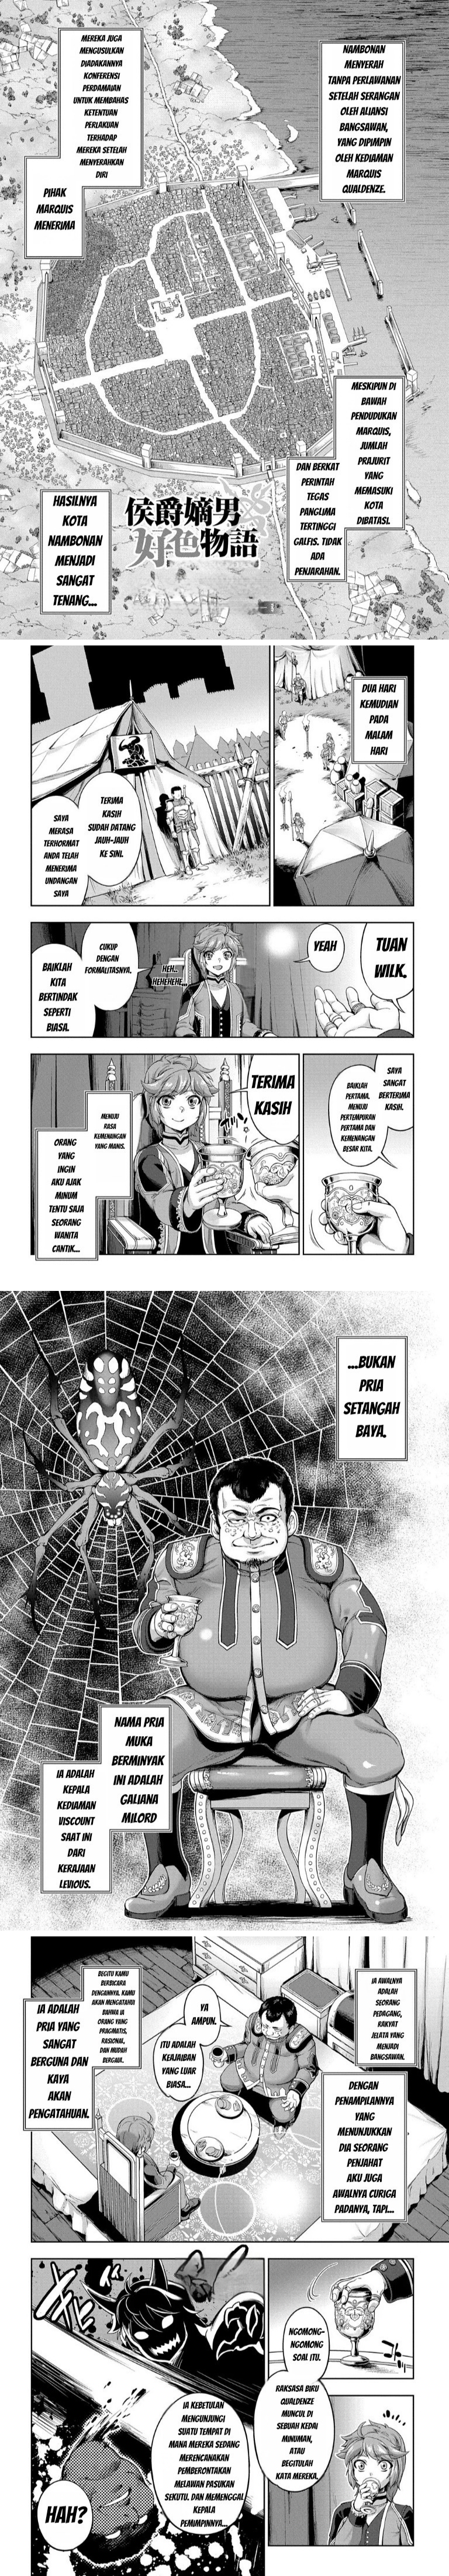 NAMBONAN
MENYERAH
TANPA PERLAWANAN
SETELAH SERANGAN
OLEH ALIANSI
BANGSAWAN,
YANG DIPIMPIN
OLEH KEDIAMAN
MARQUIS
QUALDENZE.
MEREKA JUGA
MENGUSULKAN
DIADAKANNYA
KONFERENSI
PERDAMAIAN
UNTUK MEMBAHAS
KETENTUAN
PERLAKUAN
TERHADAP
MEREKA SETELAH
MENYERAHKAN
DIRI
PIHAK
MARQUIS
MENERIMA
MESKIPUN DI
BAWAH
PENDUDUKAN
MARQUIS,
JUMLAH
PRAJURIT
YANG
MEMASUKI
KOTA
DIBATASI.
DAN BERKAT
PERINTAH
TEGAS
PANGLIMA
TERTINGGI
GALFIS. TIDAK
ADA
PENJARAHAN.
HASILNYA
KOTA
NAMBONAN
MENJADI
SANGAT
TENANG...
侯爵嫡男
好色物語
DUA HARI
KEMUDIAN
PADA
MALAM
HARI
TERIMA
KASIH
SUDAH DATANG
JAUH-JAUH
KE SINI.
SAYA
MERASA
TERHORMAT
ANDA TELAH
MENERIMA
UNDANGAN
SAYA
TUAN
WILK.
YEAH
HEH..
HEHEHEHE...
CUKUP
DENGAN
FORMALITASNYA.
BAIKLAH
KITA
BERTINDAK
SEPERTI
BIASA.
SAYA
SANGAT
BERTERIMA
KASIH.
BAIKLAH
PERTAMA.
MENUJU
PERTEMPURAN
PERTAMA DAN
KEMENANGAN
BESAR KITA.
TERIMA
KASIH
MENUJU
RASA
KEMENANGAN
YANG MANIS.
ORANG
YANG
INGIN
AKU AJAK
MINUM
TENTU SAJA
SEORANG
WANITA
CANTIK...
...BUKAN
PRIA
SETANGAH
BAYA.
NAMA PRIA
MUKA
BERMINYAK
INI ADALAH
GALIANA
MILORD
IA ADALAH
KEPALA
KEDIAMAN
VISCOUNT
SAAT INI
DARI
KERAJAAN
LEVIOUS.
IA AWALNYA
ADALAH
SEORANG
PEDAGANG,
RAKYAT
JELATA YANG
MENJADI
BANGSAWAN.
DENGAN
PENAMPILANNYA
YANG
MENUNJUKKAN
DIA SEORANG
PENJAHAT
AKU JUGA
AWALNYA CURIGA
PADANYA, TAPI...
YA
AMPUN.
ITU ADALAH
KEAJAIBAN
YANG LUAR
BIASA...
BEGITU KAMU
BERBICARA
DENGANNYA. KAMU
AKAN MENGATAHUI
BAHWA IA
ORANG YANG
PRAGMATIS,
RASIONAL,
DAN MUDAH
BERGAUL.
IA ADALAH
PRIA YANG
SANGAT
BERGUNA DAN
KAYA
AKAN
PENGATAHUAN.
NGOMONG-
NGOMONG
SOAL ITU.
RAKSASA BIRU
QUALDENZE
MUNCUL DI
SEBUAH KEDAI
MINUMAN,
ATAU
BEGITULAH
KATA MEREKA.
IA KEBETULAN
MENGUNJUNGI
SUATU TEMPAT DI
MANA MEREKA SEDANG
MERENCANAKAN
PEMBERONTAKAN
MELAWAN PASUKAN
SEKUTU. DAN MEMENGGAL
KEPALA
PEMIMPINNYA...
HAH?